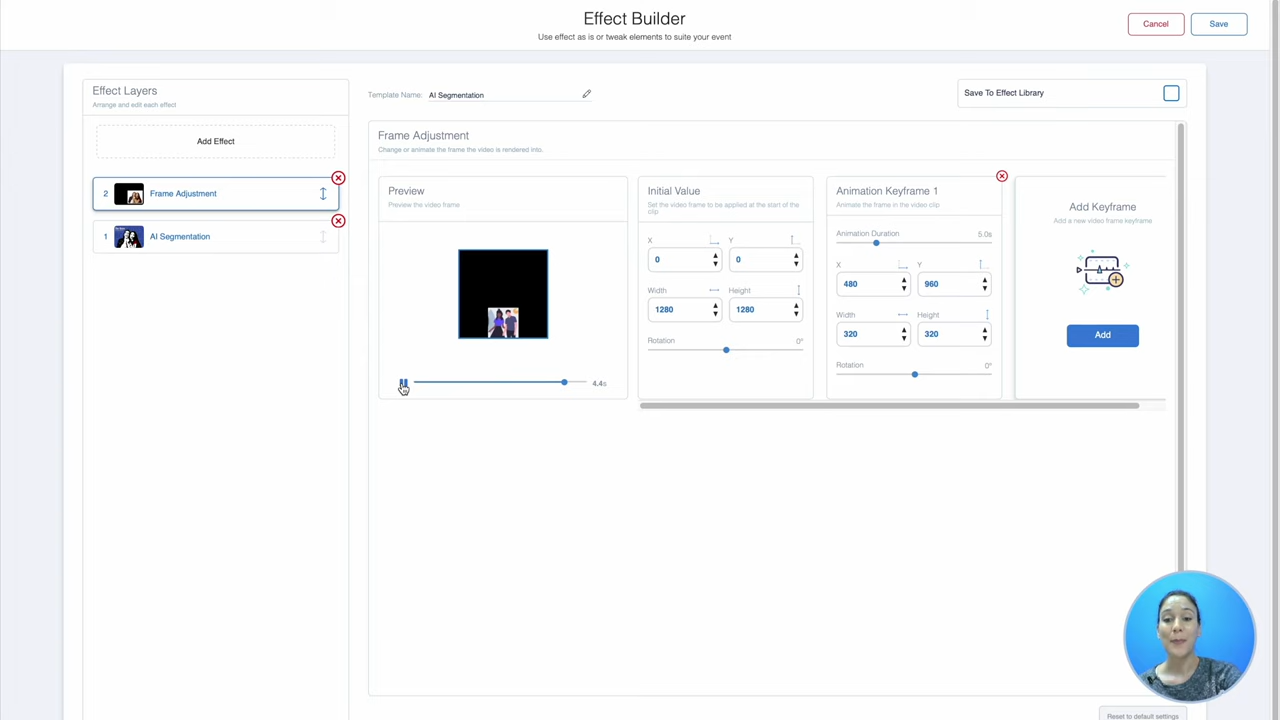 Effect Builder
Use effect as is or tweak elements to suite your event
Cancel
Save
Effect Layers
Arrange and edit each effect
Add Effect
2 Frame Adjustment
1 AI Segmentation
Template Name: AI Segmentation
Save To Effect Library
Frame Adjustment
Change or animate the frame the video is rendered into.
Preview
Preview the video frame
4.4s
Initial Value
Set the video frame to be applied at the start of the
clip
X
Y
0
0
Width
Height
1280
1280
Rotation
0°
Animation Keyframe 1
Animate the frame in the video clip
Animation Duration
5.0s
X
Y
480
960
Width
Height
320
320
Rotation
0°
Add Keyframe
Add a new video frame keyframe
Add
Reset to default settings